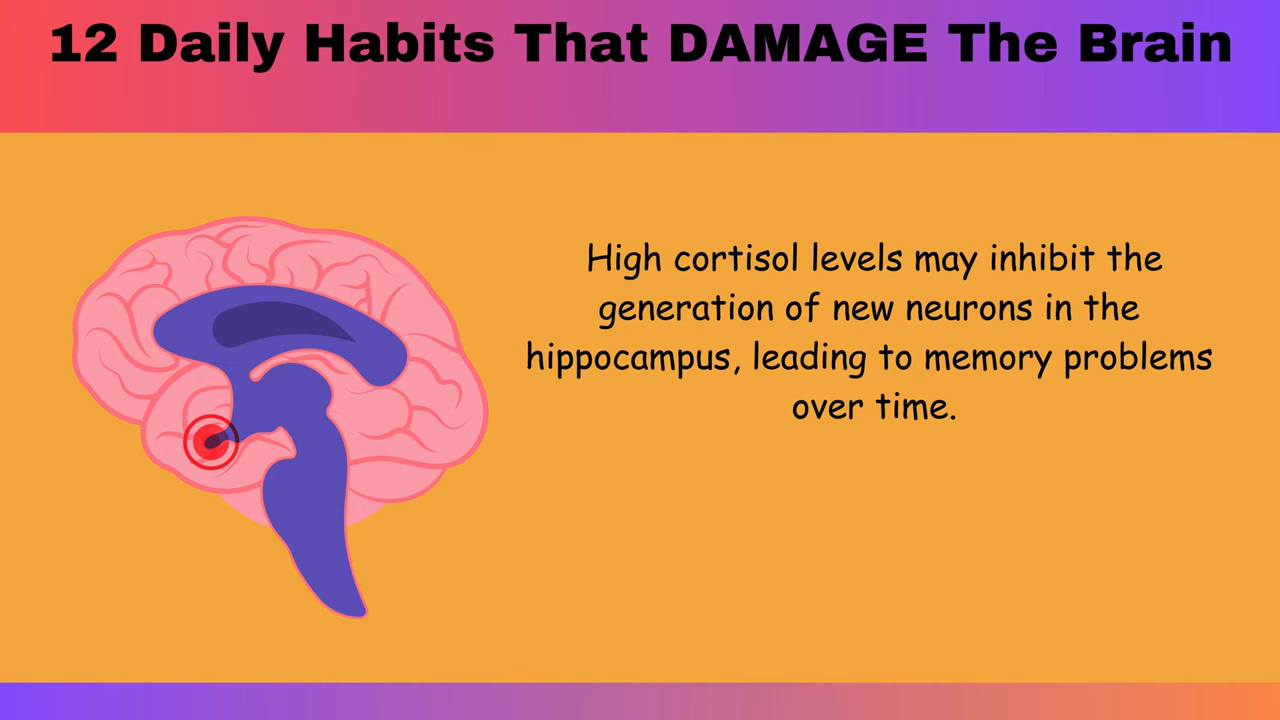 12 Daily Habits That DAMAGE The Brain
High cortisol levels may inhibit the
generation of new neurons in the
hippocampus, leading to memory problems
over time.